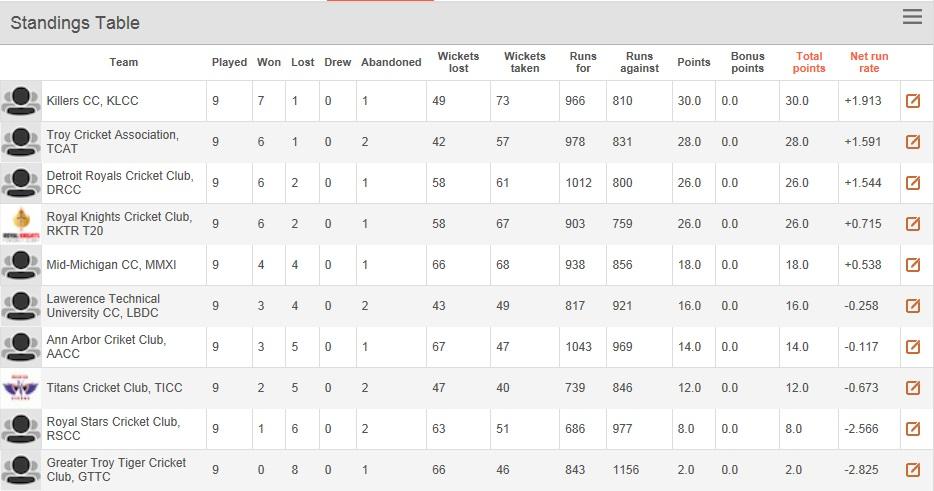 Standings Table
Team Played Won Lost Drew Abandoned Wickets lost Wickets taken Runs for Runs against Points Bonus points Total points Net run rate
Killers CC, KLCC 9 7 1 0 1 49 73 966 810 30.0 0.0 30.0 +1.913
Troy Cricket Association, TCAT 9 6 1 0 2 42 57 978 831 28.0 0.0 28.0 +1.591
Detroit Royals Cricket Club, DRCC 9 6 2 0 1 58 61 1012 800 26.0 0.0 26.0 +1.544
ROYAL KNIGHTS
Royal Knights Cricket Club, RKTR T20 9 6 2 0 1 58 67 903 759 26.0 0.0 26.0 +0.715
Mid-Michigan CC, MMXI 9 4 4 0 1 66 68 938 856 18.0 0.0 18.0 +0.538
Lawerence Technical University CC, LBDC 9 3 4 0 2 43 49 817 921 16.0 0.0 16.0 -0.258
Ann Arbor Criket Club, AACC 9 3 5 0 1 67 47 1043 969 14.0 0.0 14.0 -0.117
Titans Cricket Club, TICC 9 2 5 0 2 47 40 739 846 12.0 0.0 12.0 -0.673
Royal Stars Cricket Club, RSCC 9 1 6 0 2 63 51 686 977 8.0 0.0 8.0 -2.566
Greater Troy Tiger Cricket Club, GTTC 9 0 8 0 1 66 46 843 1156 2.0 0.0 2.0 -2.825